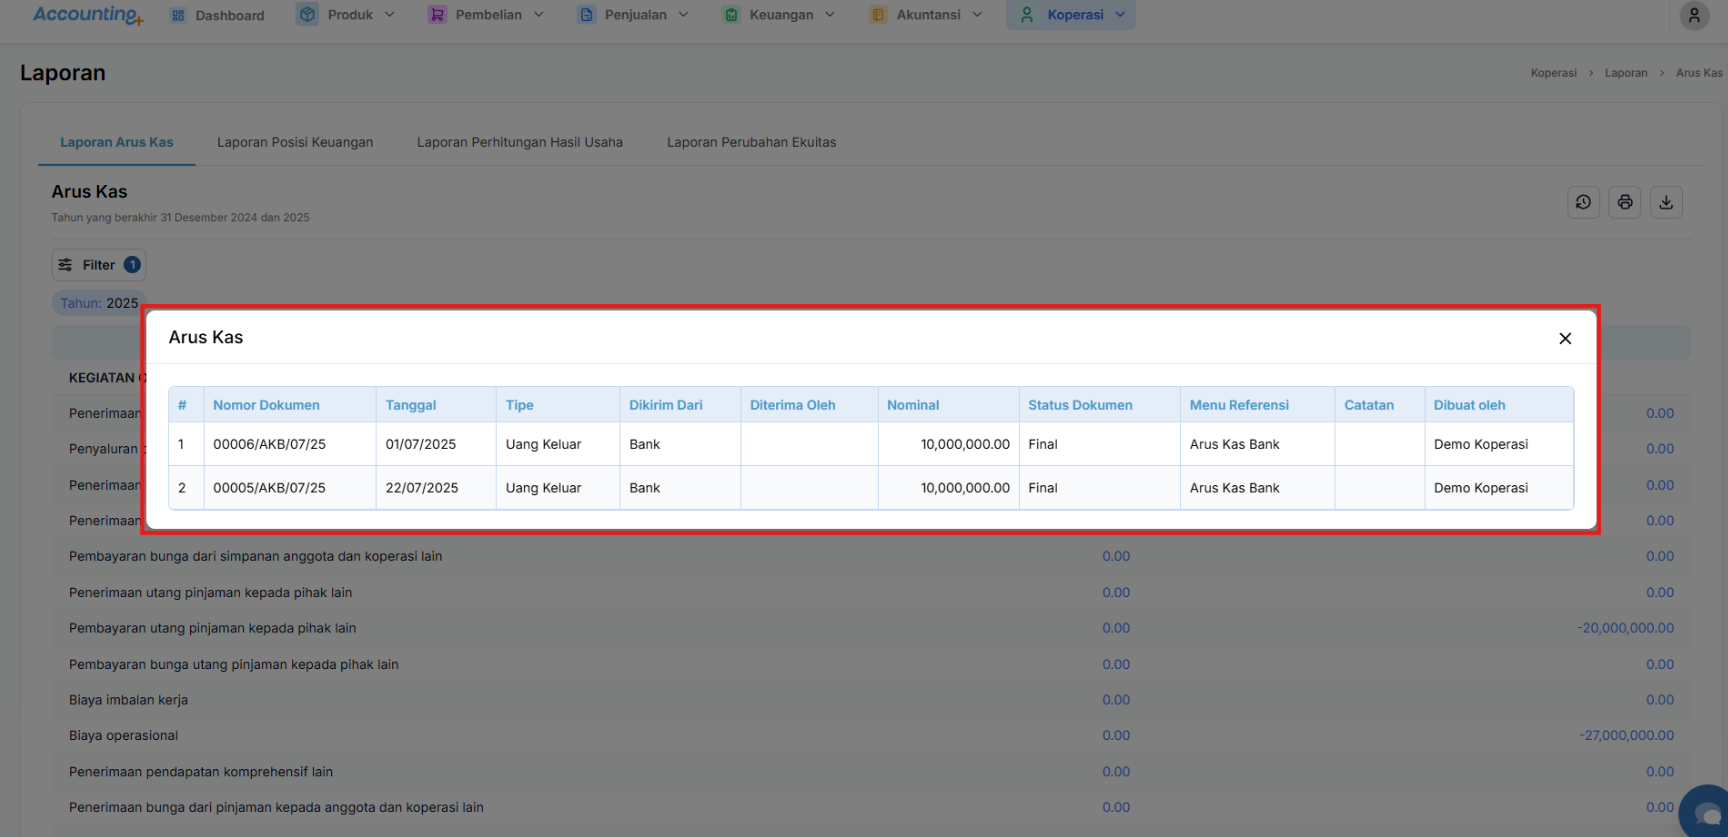 Accounting+ Dashboard Produk Pembelian Penjualan Keuangan Akuntansi Koperasi
Laporan
Koperasi > Laporan > Arus Kas
Laporan Arus Kas Laporan Posisi Keuangan Laporan Perhitungan Hasil Usaha Laporan Perubahan Ekuitas
Arus Kas
Tahun yang berakhir 31 Desember 2024 dan 2025
Filter 1
Tahun: 2025
Arus Kas
# Nomor Dokumen Tanggal Tipe Dikirim Dari Diterima Oleh Nominal Status Dokumen Menu Referensi Catatan Dibuat oleh
1 00006/AKB/07/25 01/07/2025 Uang Keluar Bank 10,000,000.00 Final Arus Kas Bank Demo Koperasi
2 00005/AKB/07/25 22/07/2025 Uang Keluar Bank 10,000,000.00 Final Arus Kas Bank Demo Koperasi
KEGIATAN
Penerimaan 0.00
Penyaluran 0.00
Penerimaan 0.00
Penerimaan 0.00
Pembayaran bunga dari simpanan anggota dan koperasi lain 0.00 0.00
Penerimaan utang pinjaman kepada pihak lain 0.00 0.00
Pembayaran utang pinjaman kepada pihak lain 0.00 -20,000,000.00
Pembayaran bunga utang pinjaman kepada pihak lain 0.00 0.00
Biaya imbalan kerja 0.00 0.00
Biaya operasional 0.00 -27,000,000.00
Penerimaan pendapatan komprehensif lain 0.00 0.00
Penerimaan bunga dari pinjaman kepada anggota dan koperasi lain 0.00 0.00